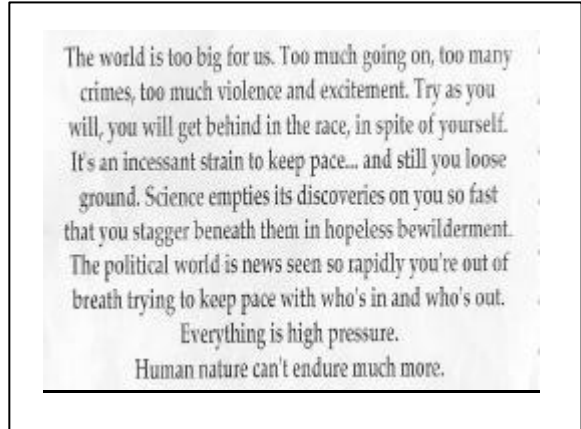 The world is too big for us. Too much going on, too many
crimes, too much violence and excitement. Try as you
will, you will get behind in the race, in spite of yourself.
It's an incessant strain to keep pace... and still you loose
ground. Science empties its discoveries on you so fast
that you stagger beneath them in hopeless bewilderment.
The political world is news seen so rapidly you're out of
breath trying to keep pace with who's in and who's out.
Everything is high pressure.
Human nature can't endure much more.